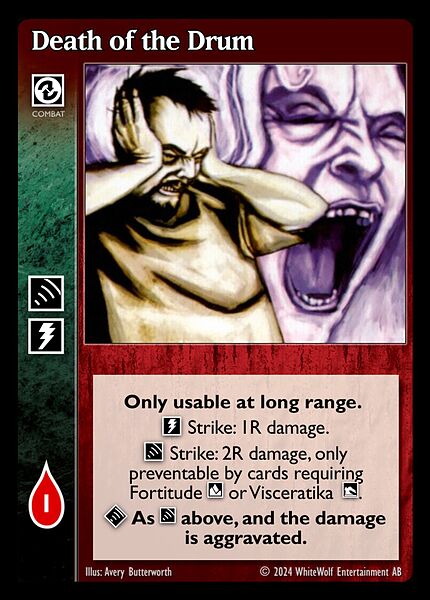 Death of the Drum
COMBAT
Only usable at long range.
Strike: 1R damage.
Strike: 2R damage, only
preventable by cards requiring
Fortitude or Visceratika .
As above, and the damage
is aggravated.
1
Illus: Avery Butterworth © 2024 WhiteWolf Entertainment AB